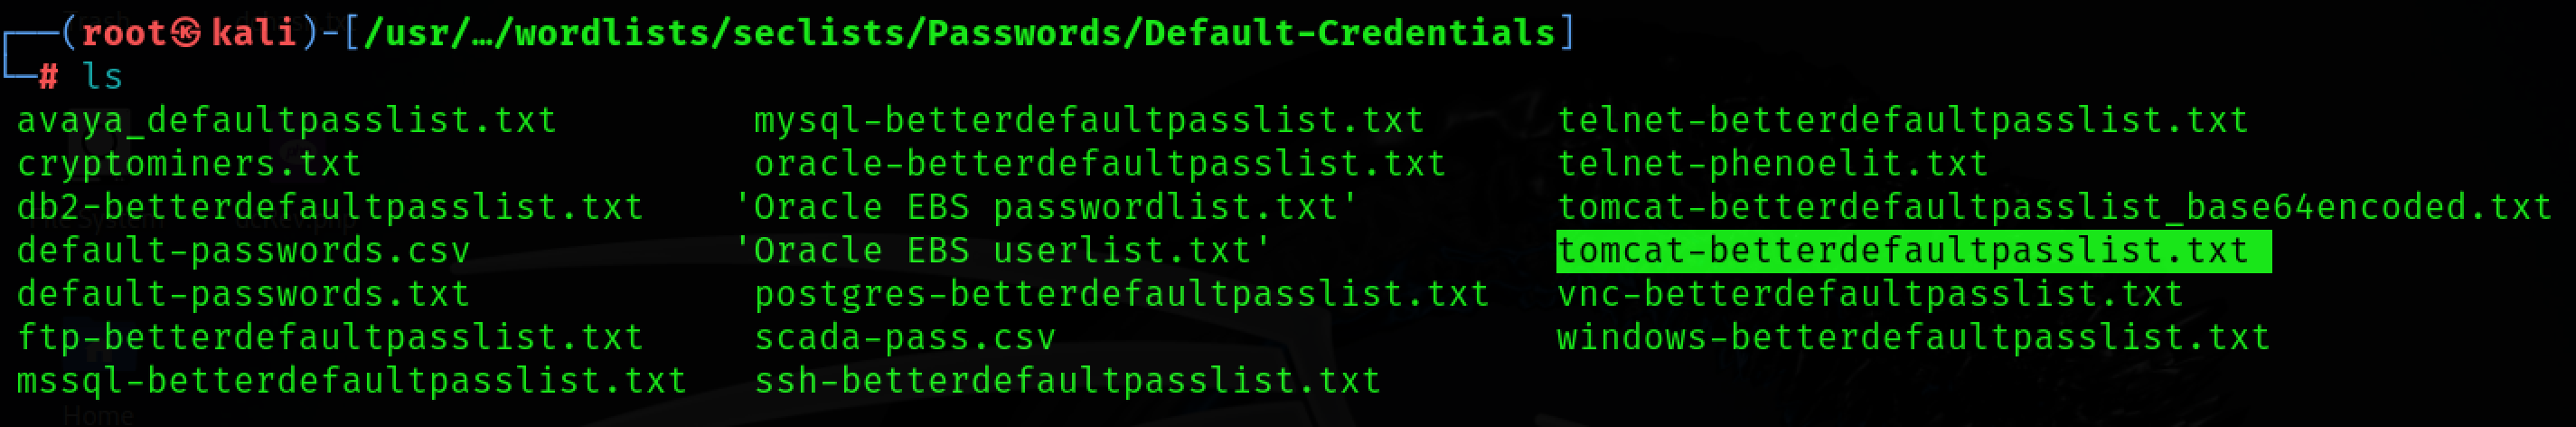 ┌──(root㉿kali)-[/usr/…/wordlists/seclists/Passwords/Default-Credentials]
└─# ls
avaya_defaultpasslist.txt mysql-betterdefaultpasslist.txt telnet-betterdefaultpasslist.txt
cryptominers.txt oracle-betterdefaultpasslist.txt telnet-phenoelit.txt
db2-betterdefaultpasslist.txt 'Oracle EBS passwordlist.txt' tomcat-betterdefaultpasslist_base64encoded.txt
default-passwords.csv 'Oracle EBS userlist.txt' tomcat-betterdefaultpasslist.txt
default-passwords.txt postgres-betterdefaultpasslist.txt vnc-betterdefaultpasslist.txt
ftp-betterdefaultpasslist.txt scada-pass.csv windows-betterdefaultpasslist.txt
mssql-betterdefaultpasslist.txt ssh-betterdefaultpasslist.txt
Home